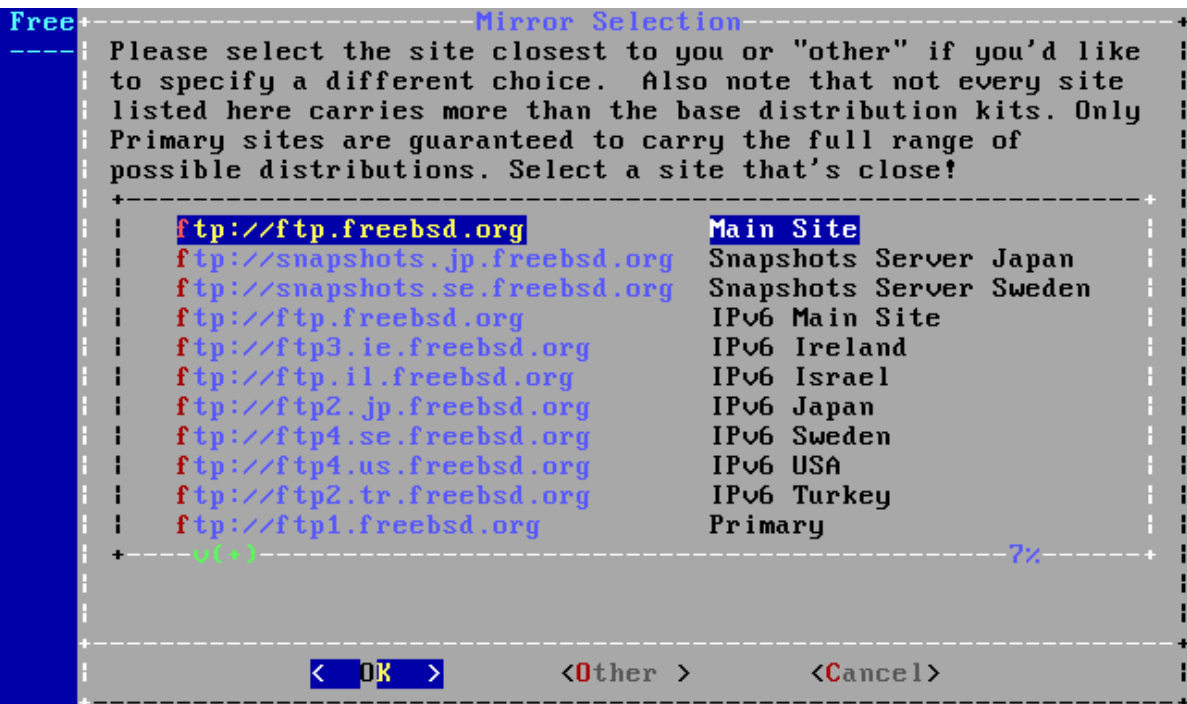 Free
Mirror Selection
Please select the site closest to you or "other" if you'd like
to specify a different choice.  Also note that not every site
listed here carries more than the base distribution kits. Only
Primary sites are guaranteed to carry the full range of
possible distributions. Select a site that's close!
ftp://ftp.freebsd.org Main Site
ftp://snapshots.jp.freebsd.org Snapshots Server Japan
ftp://snapshots.se.freebsd.org Snapshots Server Sweden
ftp://ftp.freebsd.org IPv6 Main Site
ftp://ftp3.ie.freebsd.org IPv6 Ireland
ftp://ftp.il.freebsd.org IPv6 Israel
ftp://ftp2.jp.freebsd.org IPv6 Japan
ftp://ftp4.se.freebsd.org IPv6 Sweden
ftp://ftp4.us.freebsd.org IPv6 USA
ftp://ftp2.tr.freebsd.org IPv6 Turkey
ftp://ftp1.freebsd.org Primary
v(+) 7%
< OK > <Other > <Cancel>